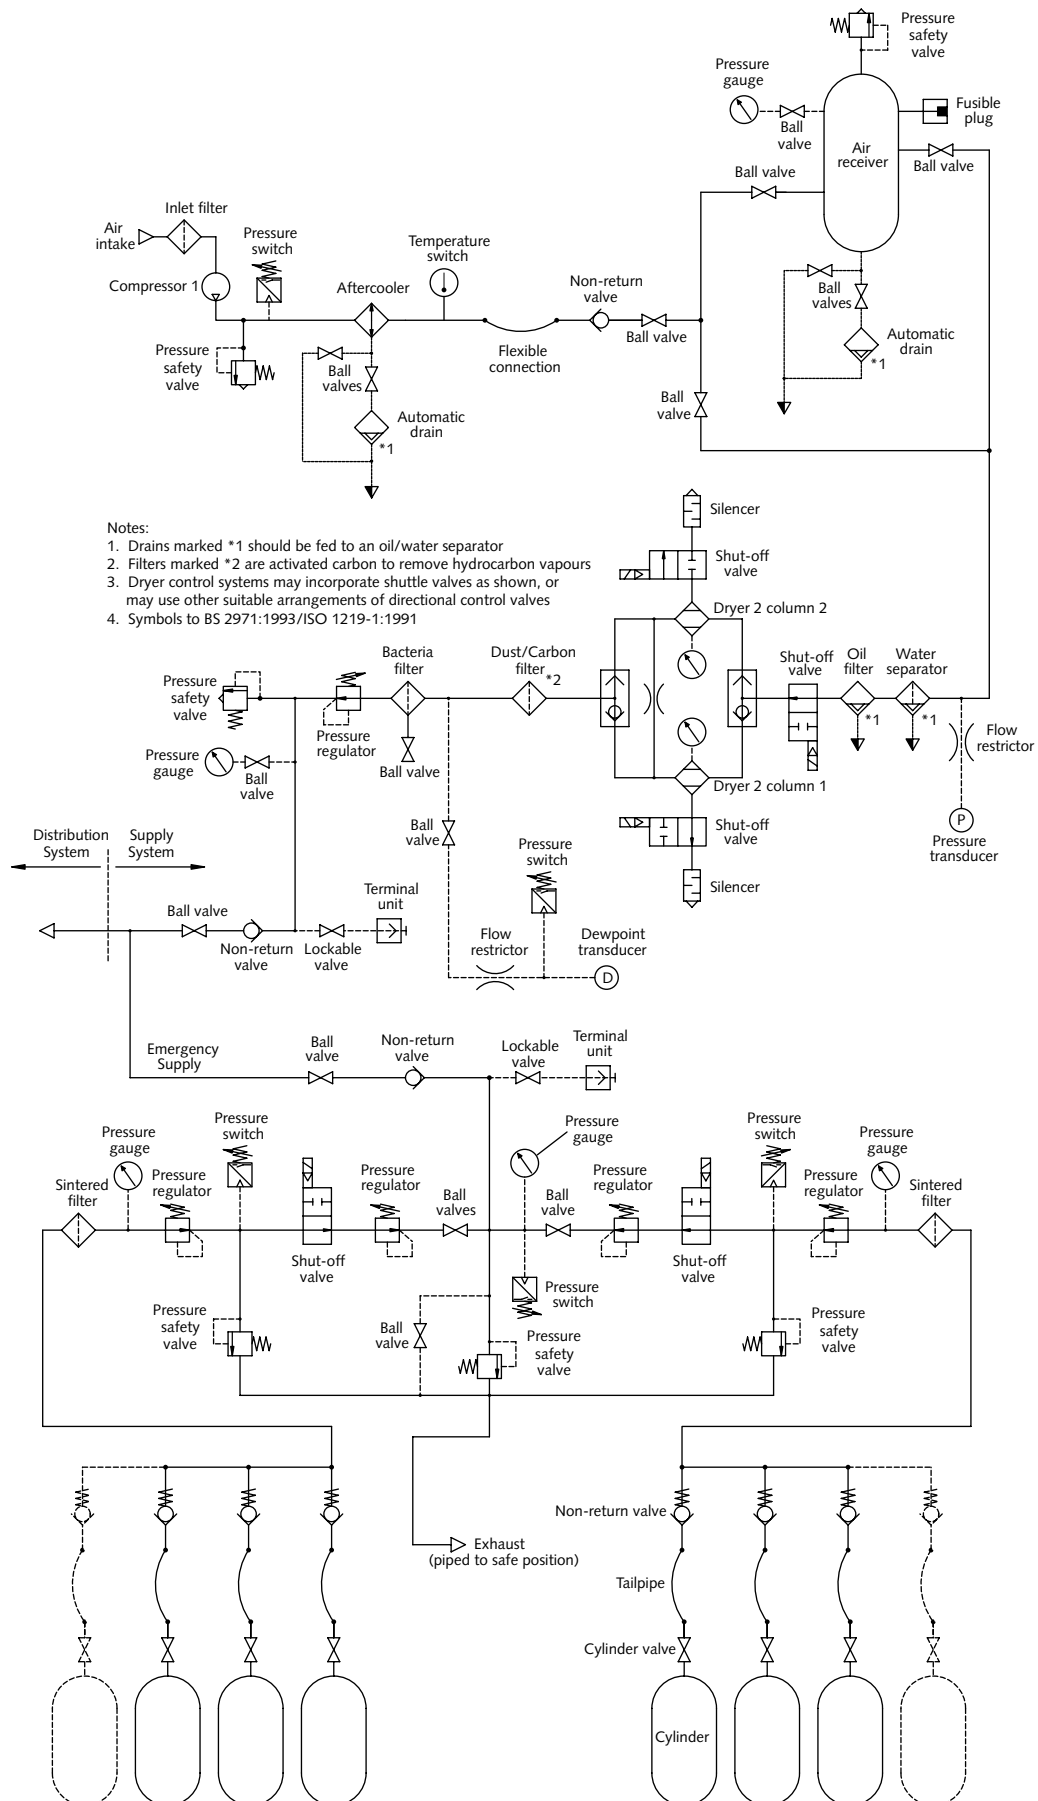 Pressure
safety
valve
Pressure
gauge
Ball
valve
Fusible
plug
Air
receiver
Ball valve
Ball valve
Inlet filter
Air
intake
Pressure
switch
Temperature
switch
Compressor 1
Aftercooler
Non-return
valve
Ball
valves
Ball valve
Flexible
connection
Pressure
safety
valve
Ball
valves
Automatic
drain
*1
Ball
valve
Automatic
drain
*1
Notes:
1. Drains marked *1 should be fed to an oil/water separator
2. Filters marked *2 are activated carbon to remove hydrocarbon vapours
3. Dryer control systems may incorporate shuttle valves as shown, or
may use other suitable arrangements of directional control valves
4. Symbols to BS 2971:1993/ISO 1219-1:1991
Silencer
Shut-off
valve
Dryer 2 column 2
Bacteria
filter
Dust/Carbon
filter
*2
Shut-off
valve
Oil
filter
Water
separator
Pressure
safety
valve
*1
*1
Flow
restrictor
Pressure
regulator
Pressure
gauge
Ball
valve
Ball valve
Dryer 2 column 1
P
Pressure
transducer
Ball
valve
Shut-off
valve
Distribution
System
Supply
System
Pressure
switch
Silencer
Terminal
unit
Ball valve
Non-return
valve
Lockable
valve
Flow
restrictor
Dewpoint
transducer
D
Emergency
Supply
Ball
valve
Non-return
valve
Lockable
valve
Terminal
unit
Pressure
gauge
Pressure
switch
Pressure
gauge
Pressure
switch
Pressure
gauge
Sintered
filter
Pressure
regulator
Pressure
regulator
Ball
valves
Ball
valve
Pressure
regulator
Pressure
regulator
Sintered
filter
Shut-off
valve
Shut-off
valve
Pressure
switch
Pressure
safety
valve
Ball
valve
Pressure
safety
valve
Pressure
safety
valve
Non-return valve
Exhaust
(piped to safe position)
Tailpipe
Cylinder valve
Cylinder